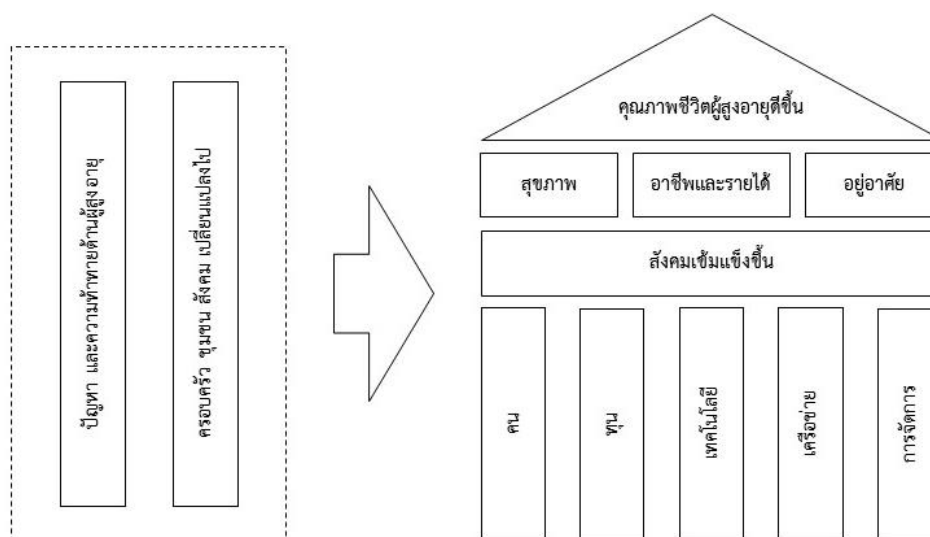 ปัญหา และความท้าทายด้านผู้สูงอายุ
ครอบครัว ชุมชน สังคม เปลี่ยนแปลงไป
คุณภาพชีวิตผู้สูงอายุดีขึ้น
สุขภาพ
อาชีพและรายได้
อยู่อาศัย
สังคมเข้มแข็งขึ้น
คน
ทุน
เทคโนโลยี
เครือข่าย
การจัดการ